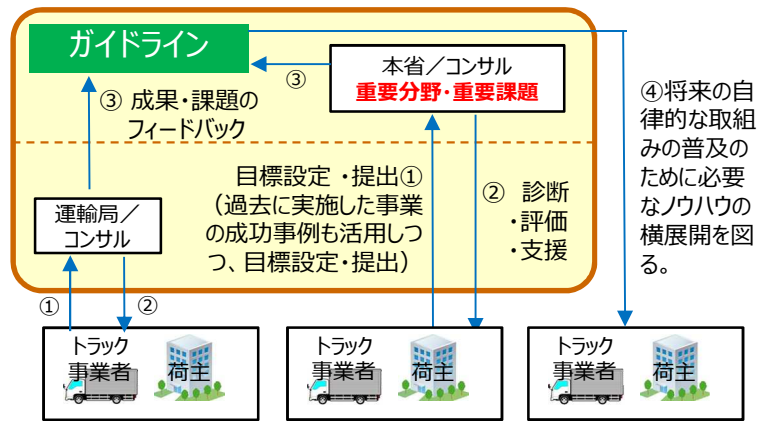 ガイドライン
③
本省／コンサル
重要分野・重要課題
③ 成果・課題の
フィードバック
④将来の自
律的な取組
みの普及の
ために必要
なノウハウの
横展開を図
る。
運輸局／
コンサル
目標設定 ・提出①
（過去に実施した事業
の成功事例も活用しつ
つ、目標設定・提出）
② 診断
・評価
・支援
①
②
トラック
事業者
荷主
トラック
事業者
荷主
トラック
事業者
荷主